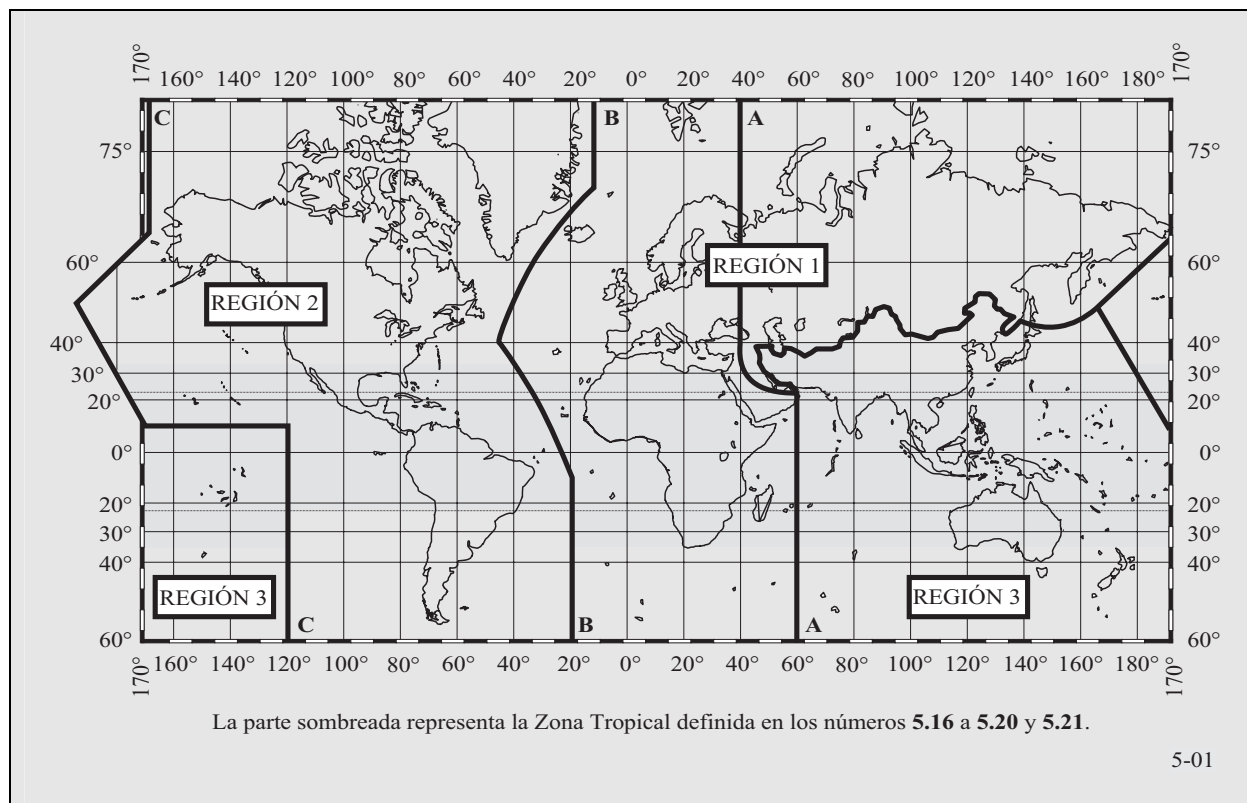 170° 160° 140° 120° 100° 80° 60° 40° 20° 0° 20° 40° 60° 80° 100° 120° 140° 160° 180° 170°
C B A
75° 75°
60° 60°
REGIÓN 1
REGIÓN 2
40° 40°
30° 30°
20° 20°
0° 0°
20° 20°
30° 30°
40° 40°
REGIÓN 3 REGIÓN 3
C B A
60° 60°
170° 160° 140° 120° 100° 80° 60° 40° 20° 0° 20° 40° 60° 80° 100° 120° 140° 160° 180° 170°
La parte sombreada representa la Zona Tropical definida en los números 5.16 a 5.20 y 5.21.
5-01